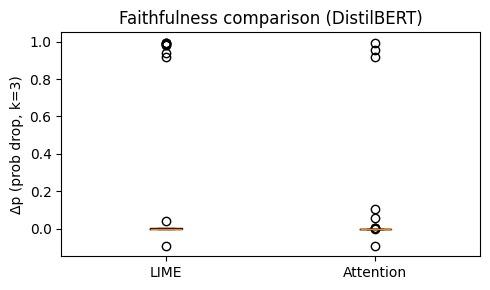 Faithfulness comparison (DistilBERT)
Δp (prob drop, k=3)
1.0
0.8
0.6
0.4
0.2
0.0
LIME
Attention